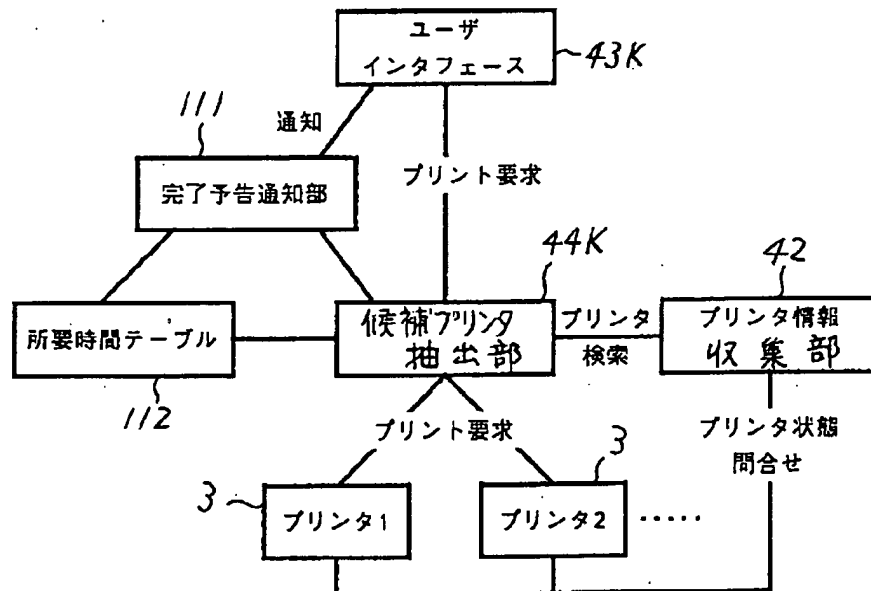 ユーザ
インタフェース
43K
111
通知
完了予告通知部
プリント要求
44K
42
所要時間テーブル
112
候補プリンタ
抽出部
プリンタ
検索
プリンタ情報
収集部
プリント要求
プリンタ状態
問合せ
3
プリンタ1
3
プリンタ2
.....